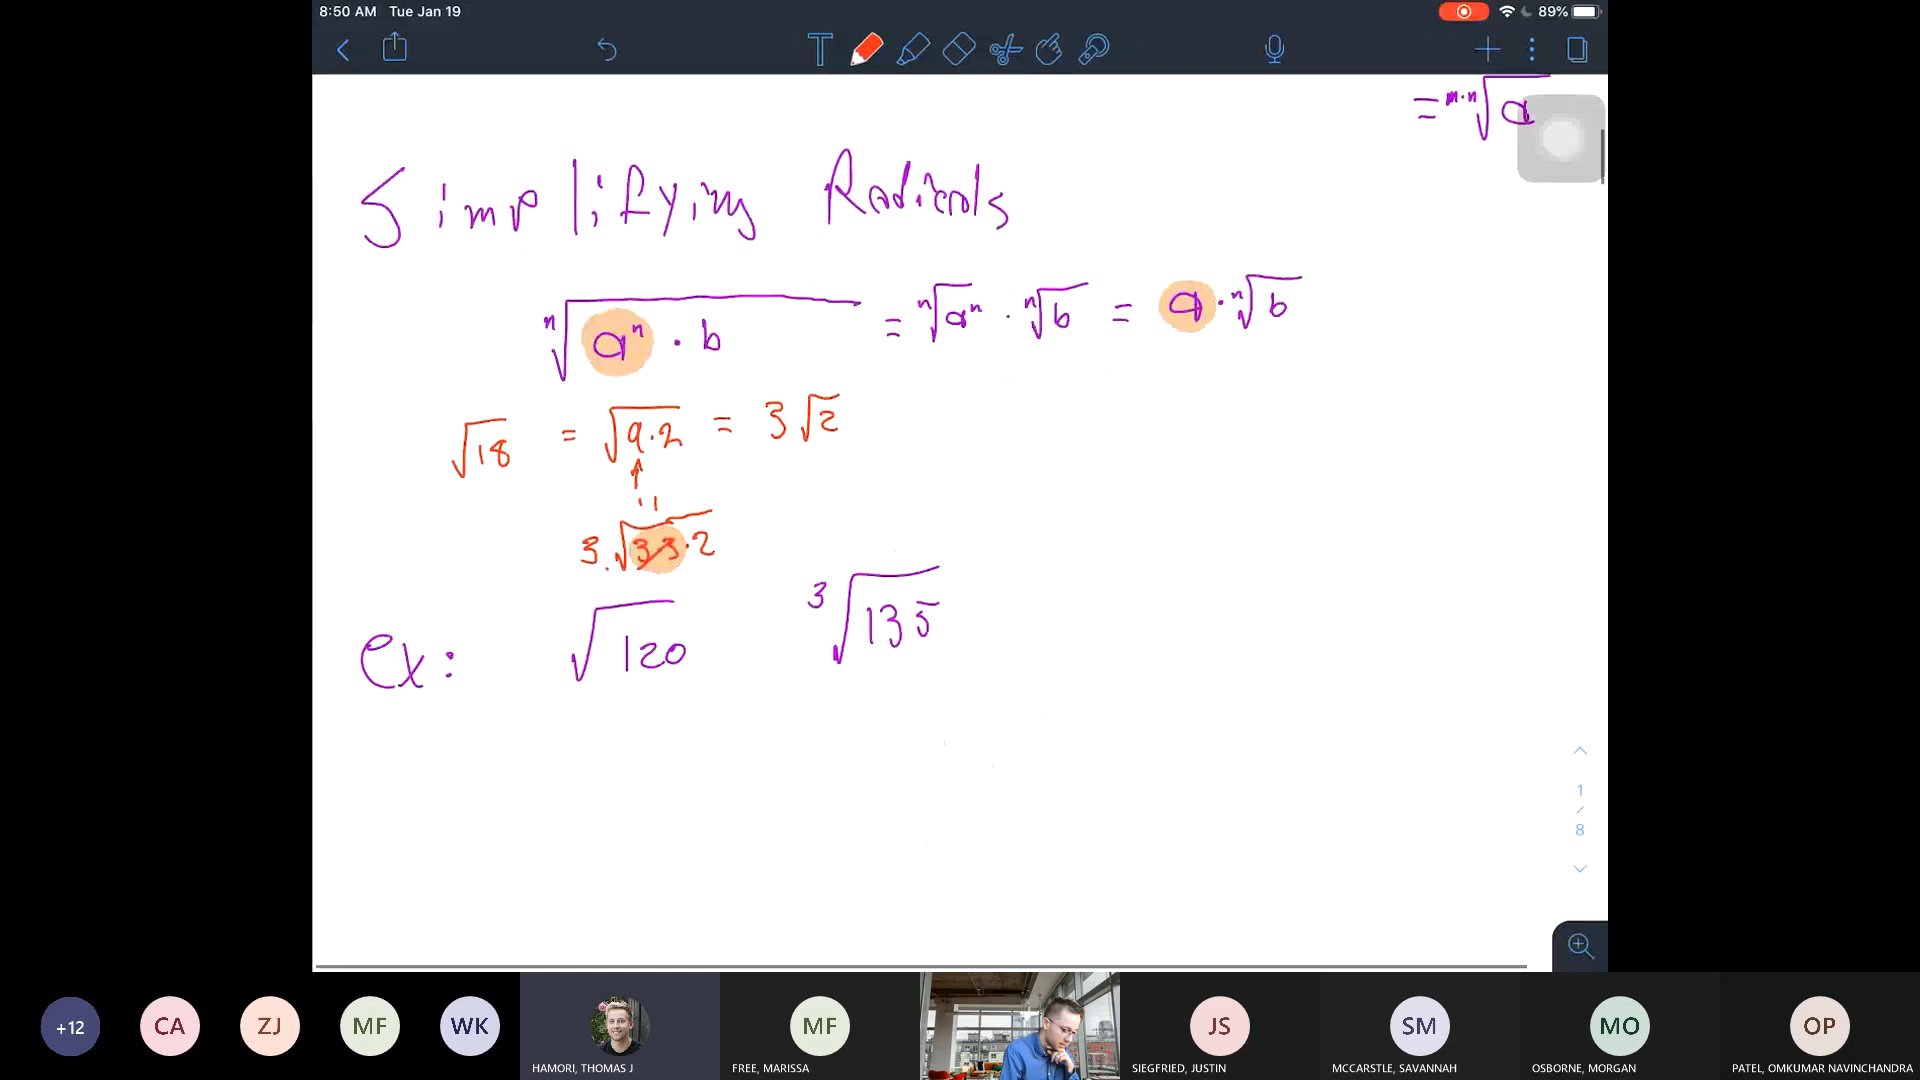 8:50 AM Tue Jan 19
89%
= ᵐ·ⁿ√a
Simplifying Radicals
ⁿ√(aⁿ · b) = ⁿ√aⁿ · ⁿ√b = a · ⁿ√b
√18 = √(9·2) = 3√2
3·√(3·3·2)
ex: √120 ³√135
1
/
8
+12
CA
ZJ
MF
WK
HAMORI, THOMAS J
MF
FREE, MARISSA
JS
SIEGFRIED, JUSTIN
SM
MCCARSTLE, SAVANNAH
MO
OSBORNE, MORGAN
OP
PATEL, OMKUMAR NAVINCHANDRA